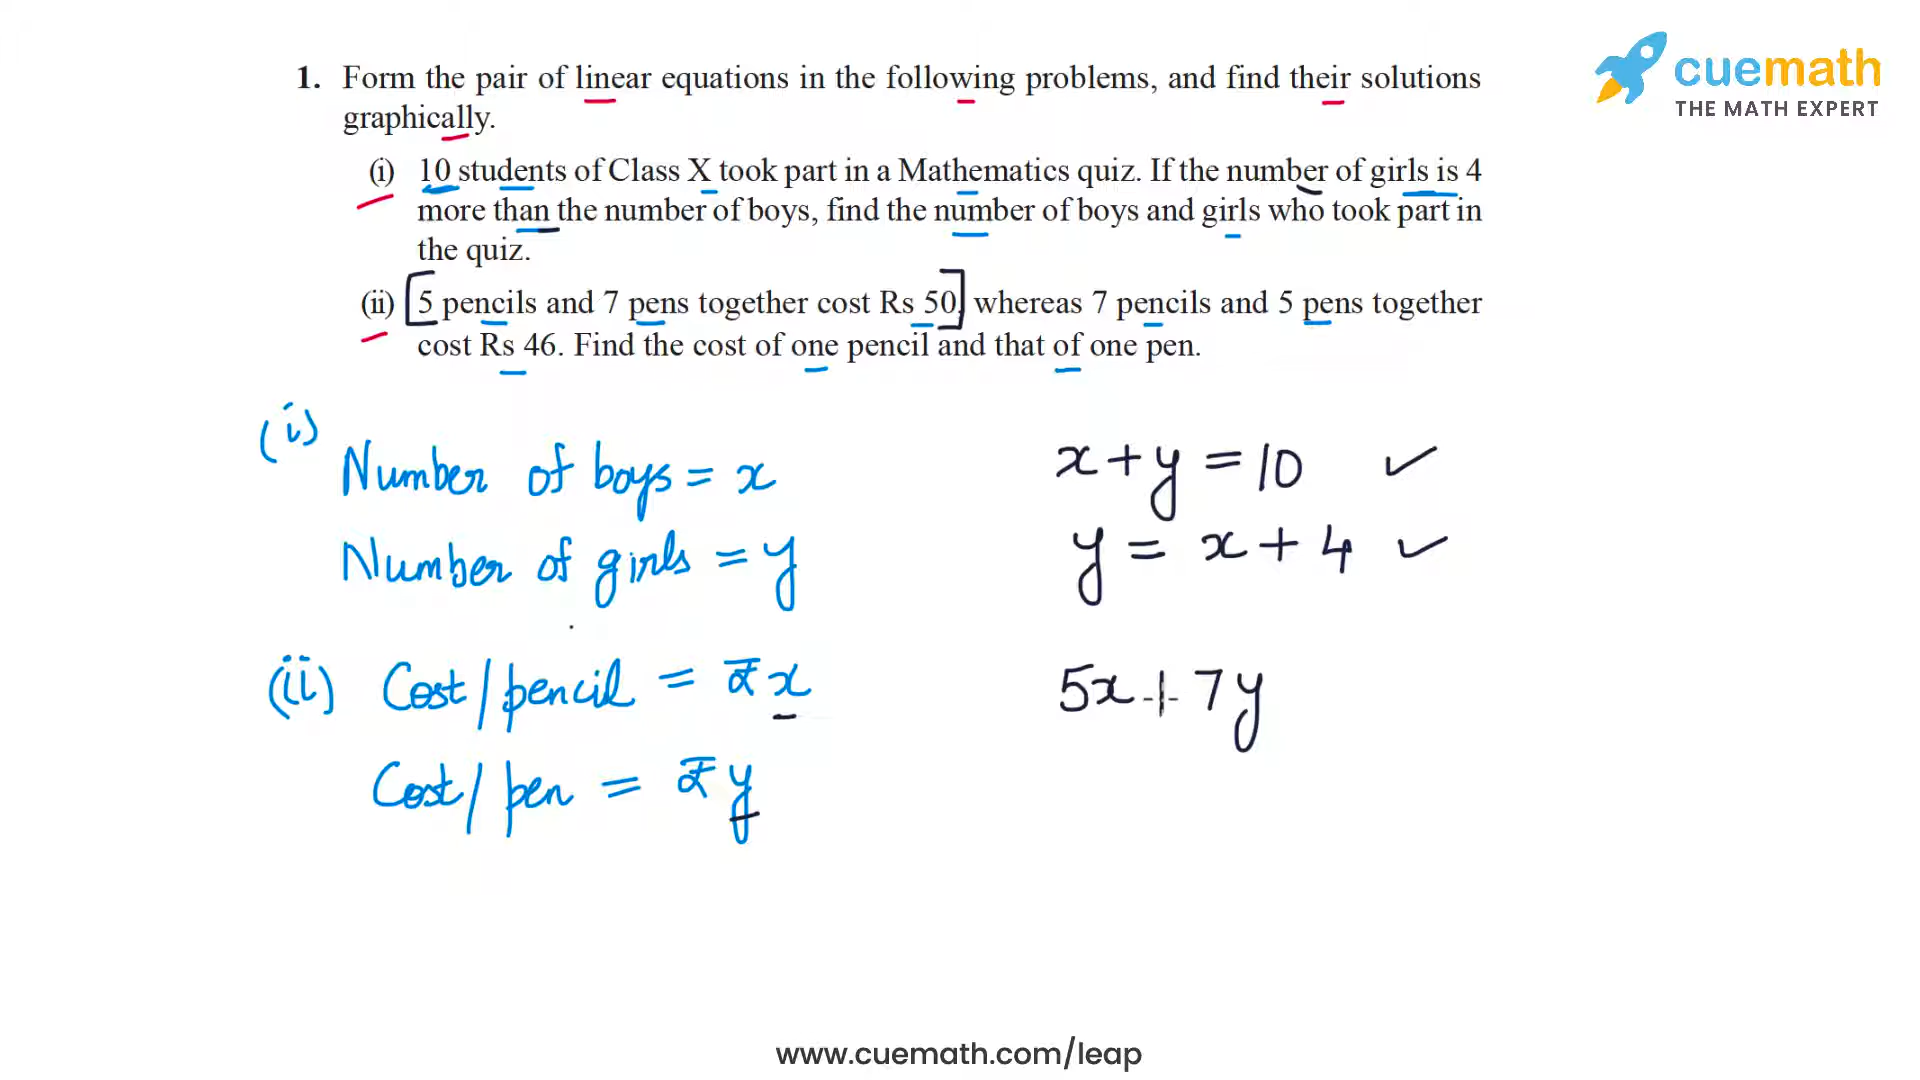 cuemath
THE MATH EXPERT
1. Form the pair of linear equations in the following problems, and find their solutions
graphically.
(i) 10 students of Class X took part in a Mathematics quiz. If the number of girls is 4
more than the number of boys, find the number of boys and girls who took part in
the quiz.
(ii) [5 pencils and 7 pens together cost Rs 50,] whereas 7 pencils and 5 pens together
cost Rs 46. Find the cost of one pencil and that of one pen.
(i)
Number of boys = x
x + y = 10 ✓
Number of girls = y
y = x + 4 ✓
(ii) Cost/pencil = ₹ x
5x + 7y
Cost/pen = ₹ y
www.cuemath.com/leap